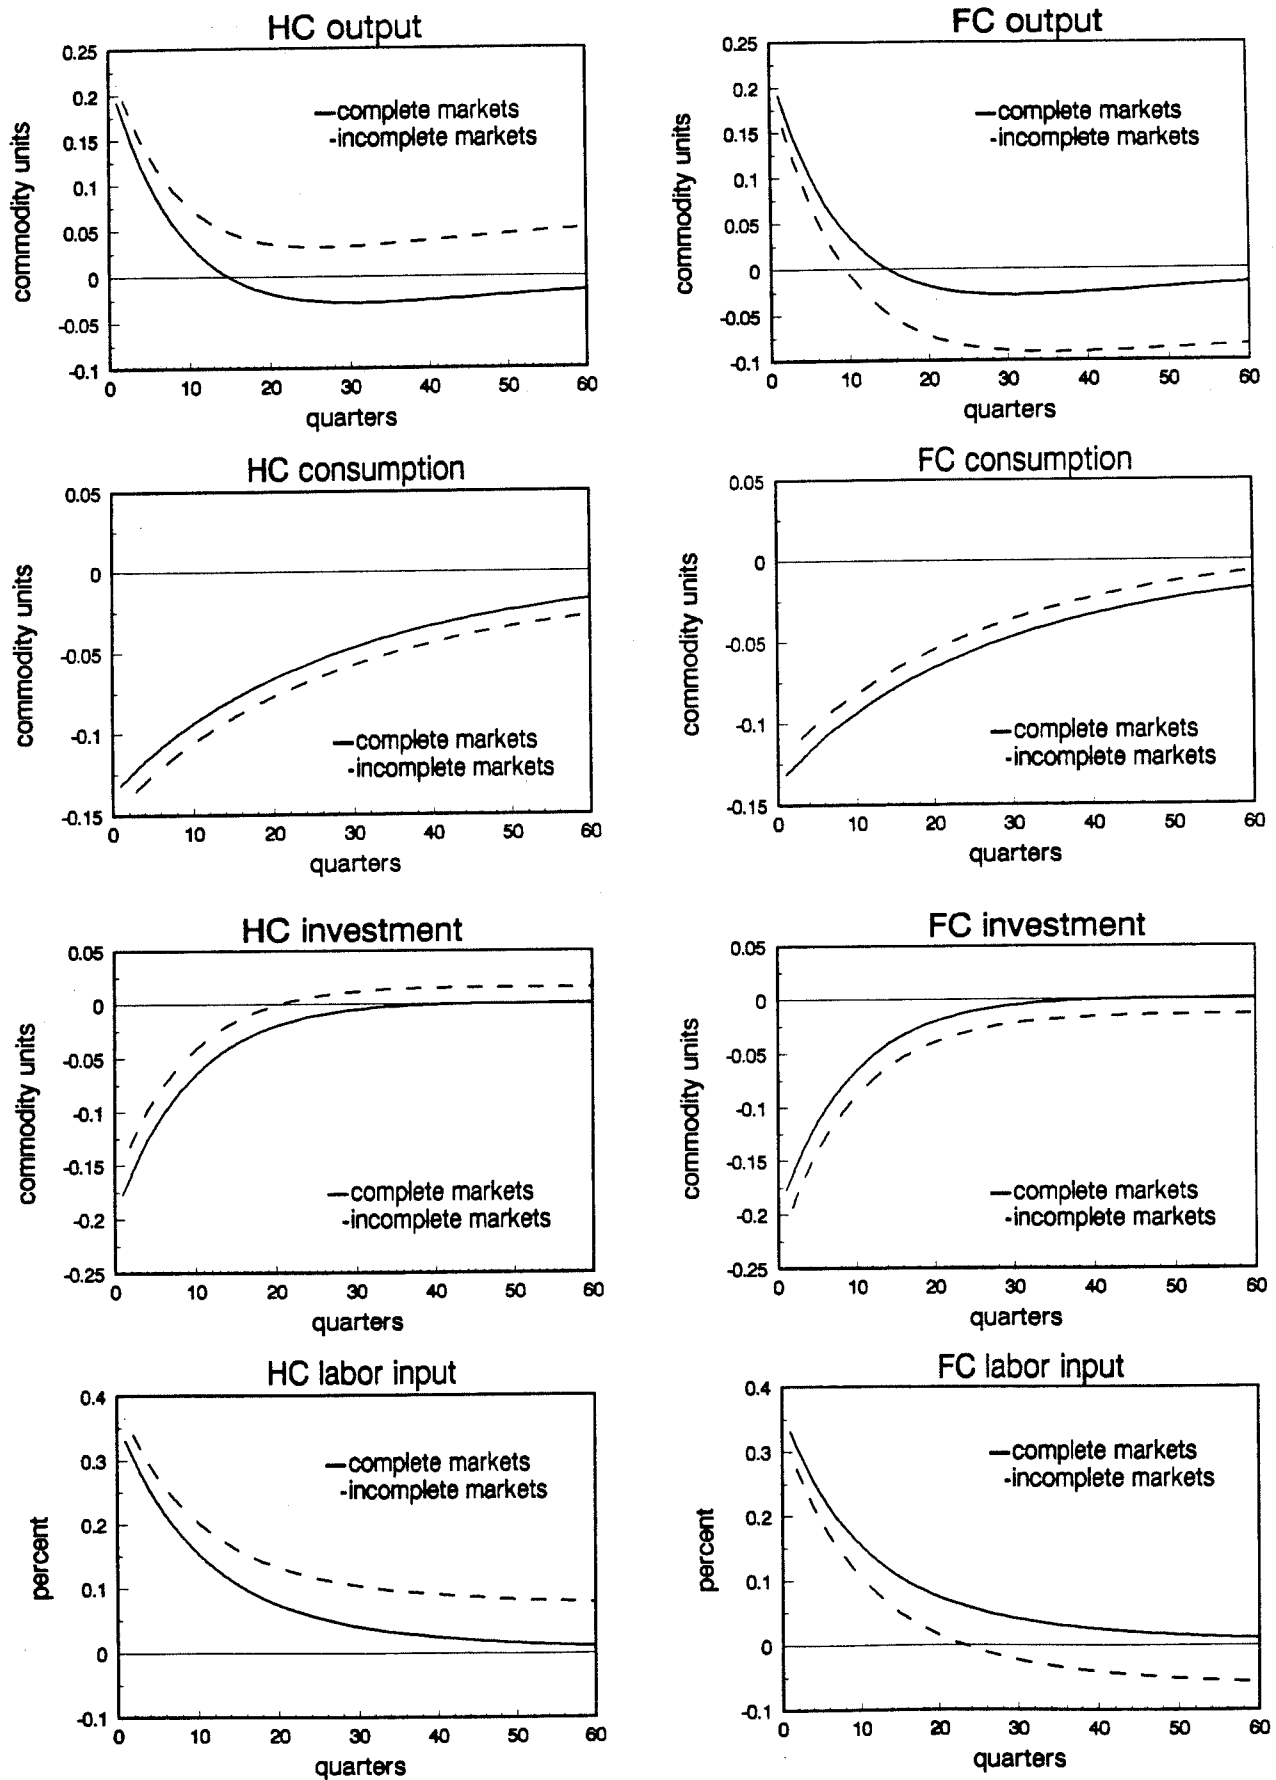 HC output
0.25
0.2
0.15
0.1
0.05
0
-0.05
-0.1
commodity units
complete markets
-incomplete markets
0 10 20 30 40 50 60
quarters
FC output
0.25
0.2
0.15
0.1
0.05
0
-0.05
-0.1
commodity units
complete markets
-incomplete markets
0 10 20 30 40 50 60
quarters
HC consumption
0.05
0
-0.05
-0.1
-0.15
commodity units
complete markets
-incomplete markets
0 10 20 30 40 50 60
quarters
FC consumption
0.05
0
-0.05
-0.1
-0.15
commodity units
complete markets
-incomplete markets
0 10 20 30 40 50 60
quarters
HC investment
0.05
0
-0.05
-0.1
-0.15
-0.2
-0.25
commodity units
complete markets
-incomplete markets
0 10 20 30 40 50 60
quarters
FC investment
0.05
0
-0.05
-0.1
-0.15
-0.2
-0.25
commodity units
complete markets
-incomplete markets
0 10 20 30 40 50 60
quarters
HC labor input
0.4
0.3
0.2
0.1
0
-0.1
percent
complete markets
-incomplete markets
0 10 20 30 40 50 60
quarters
FC labor input
0.4
0.3
0.2
0.1
0
-0.1
percent
complete markets
-incomplete markets
0 10 20 30 40 50 60
quarters